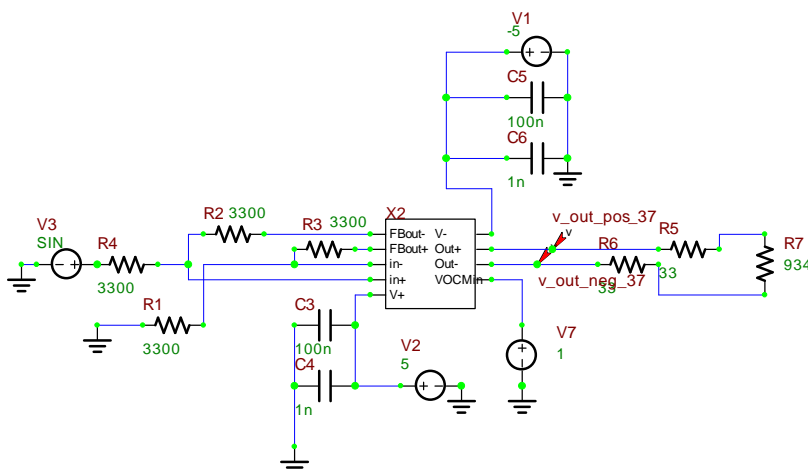 V1
-5
C5
100n
C6
1n
X2
R2 3300
R3
3300
V3
SIN
R4
3300
R1
3300
FBout-
FBout+
in-
in+
V+
V-
Out+
Out-
VOCMin
v_out_pos_37
v
v_out_neg_37
R5
33
R6
33
R7
934
C3
100n
C4
1n
V2
5
V7
1